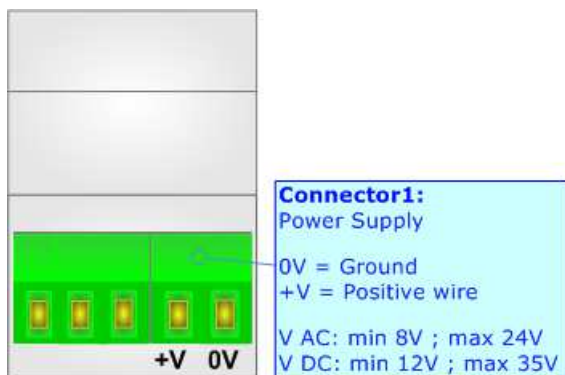 Connector1:
Power Supply
0V = Ground
+V = Positive wire
V AC: min 8V ; max 24V
V DC: min 12V ; max 35V
+V 0V